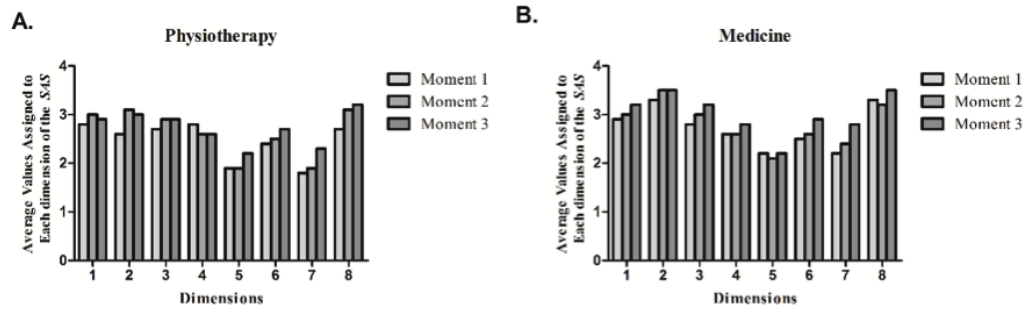 A.
Physiotherapy
Average Values Assigned to
Each dimension of the SAS
4
3
2
1
0
1 2 3 4 5 6 7 8
Dimensions
Moment 1
Moment 2
Moment 3
B.
Medicine
Average Values Assigned to
Each dimension of the SAS
4
3
2
1
0
1 2 3 4 5 6 7 8
Dimensions
Moment 1
Moment 2
Moment 3